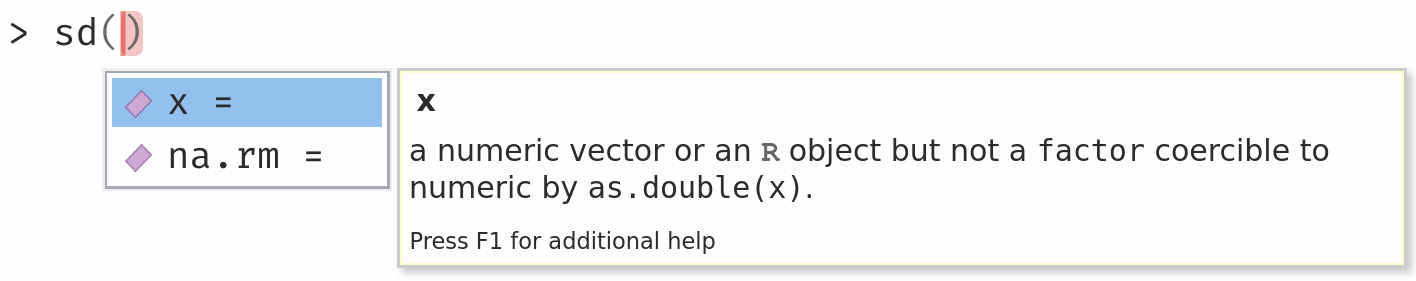 > sd()
x =
na.rm =
x
a numeric vector or an R object but not a factor coercible to
numeric by as.double(x).
Press F1 for additional help